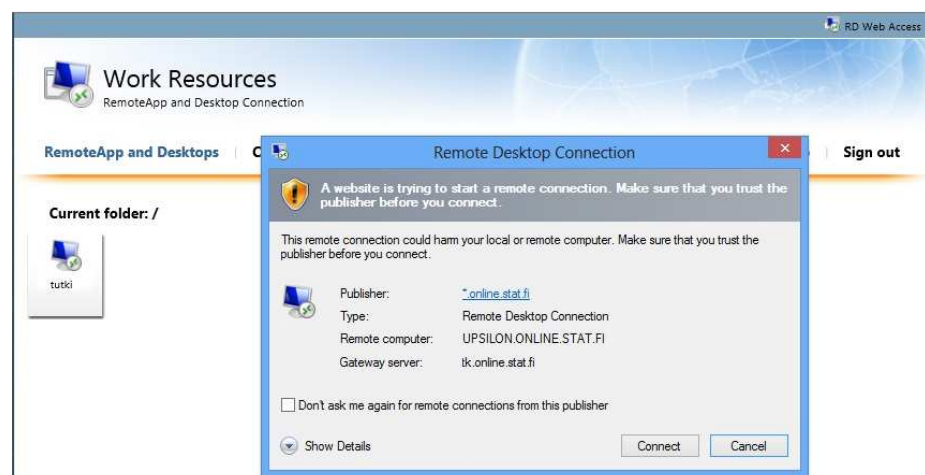 RD Web Access
Work Resources
RemoteApp and Desktop Connection
RemoteApp and Desktops
Sign out
Current folder: /
tutki
Remote Desktop Connection
A website is trying to start a remote connection. Make sure that you trust the
publisher before you connect.
This remote connection could harm your local or remote computer. Make sure that you trust the
publisher before you connect.
Publisher: *.online.stat.fi
Type: Remote Desktop Connection
Remote computer: UPSILON.ONLINE.STAT.FI
Gateway server: tk.online.stat.fi
Don't ask me again for remote connections from this publisher
Show Details
Connect Cancel